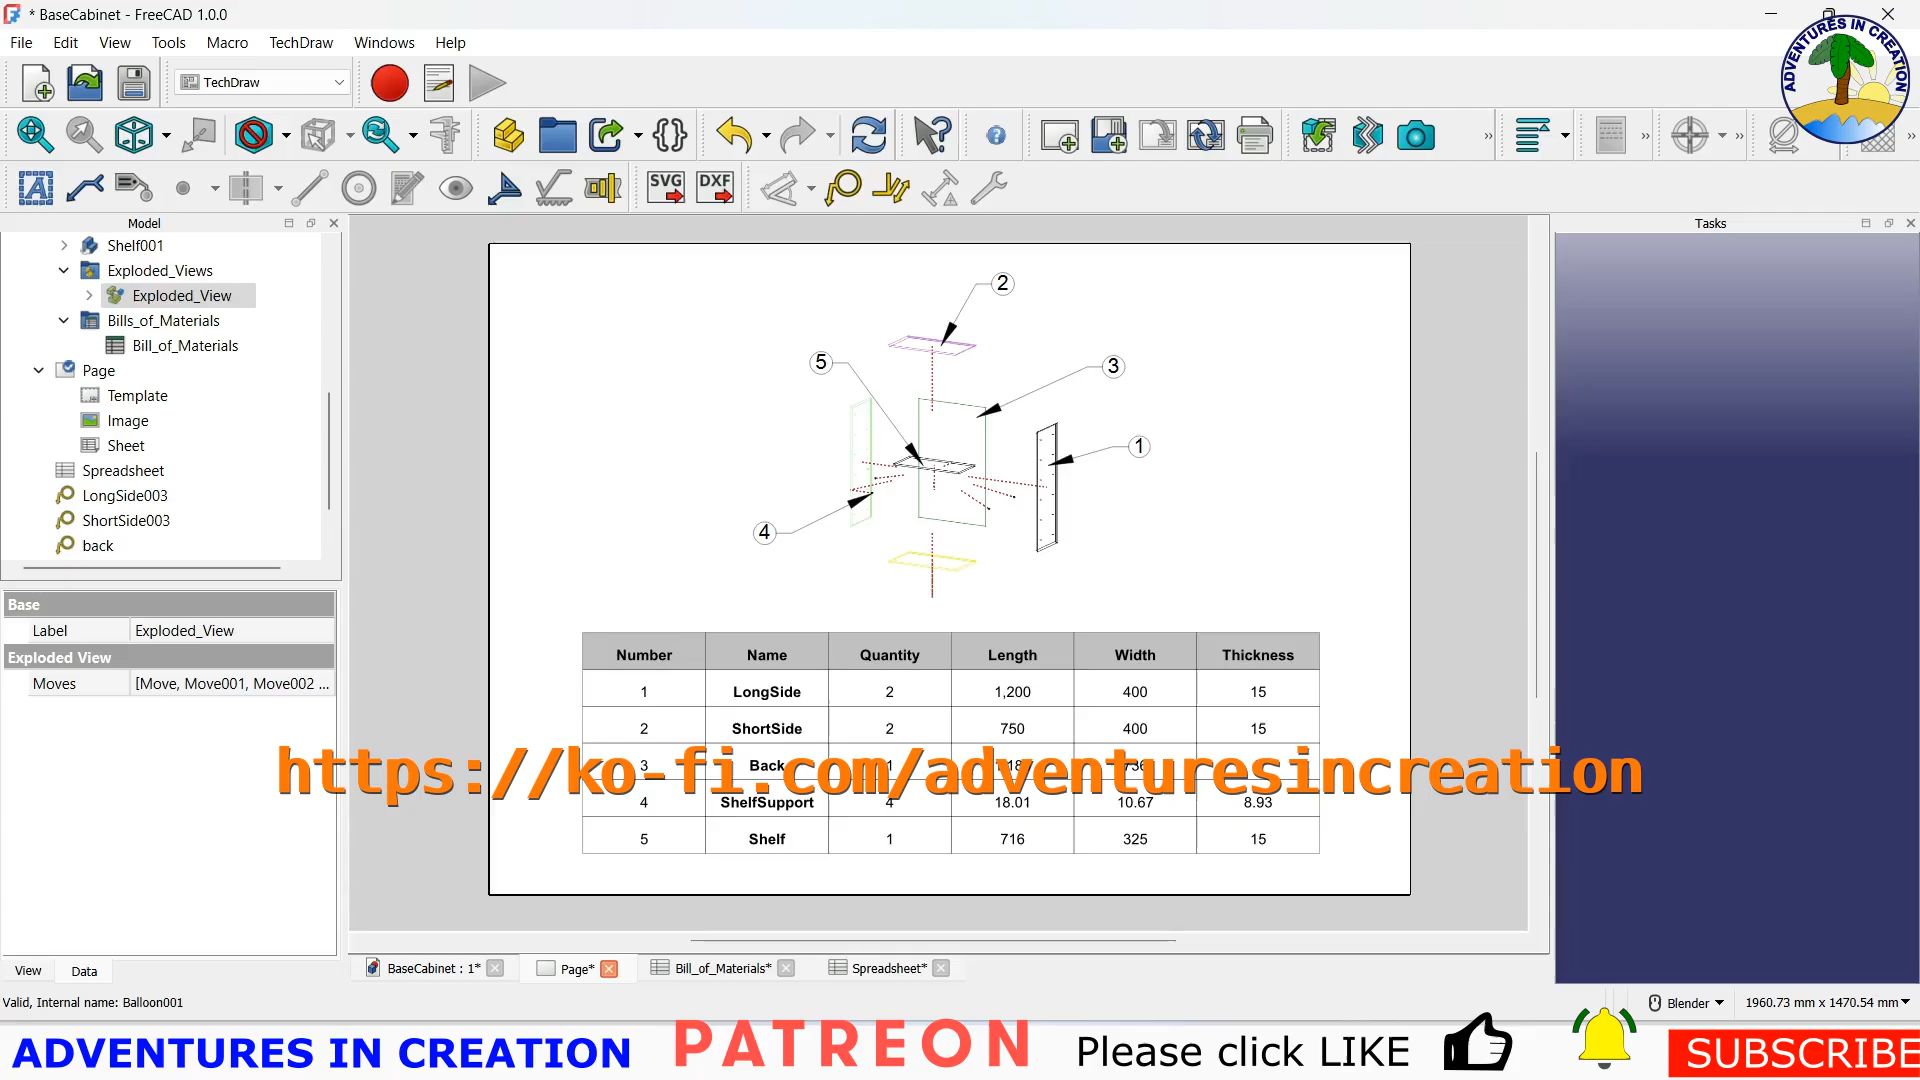 * BaseCabinet - FreeCAD 1.0.0
File Edit View Tools Macro TechDraw Windows Help
TechDraw
ADVENTURES IN CREATION
SVG DXF
Model
Tasks
Shelf001
Exploded_Views
Exploded_View
Bills_of_Materials
Bill_of_Materials
Page
Template
Image
Sheet
Spreadsheet
LongSide003
ShortSide003
back
Base
Label Exploded_View
Exploded View
Moves [Move, Move001, Move002 ...
View Data
2
5
3
1
4
Number Name Quantity Length Width Thickness
1 LongSide 2 1,200 400 15
2 ShortSide 2 750 400 15
3 Back
https://ko-fi.com/adventuresincreation
4 ShelfSupport 4 18.01 10.67 8.93
5 Shelf 1 716 325 15
BaseCabinet : 1* Page* Bill_of_Materials* Spreadsheet*
Valid, Internal name: Balloon001
Blender 1960.73 mm x 1470.54 mm
ADVENTURES IN CREATION PATREON Please click LIKE SUBSCRIBE